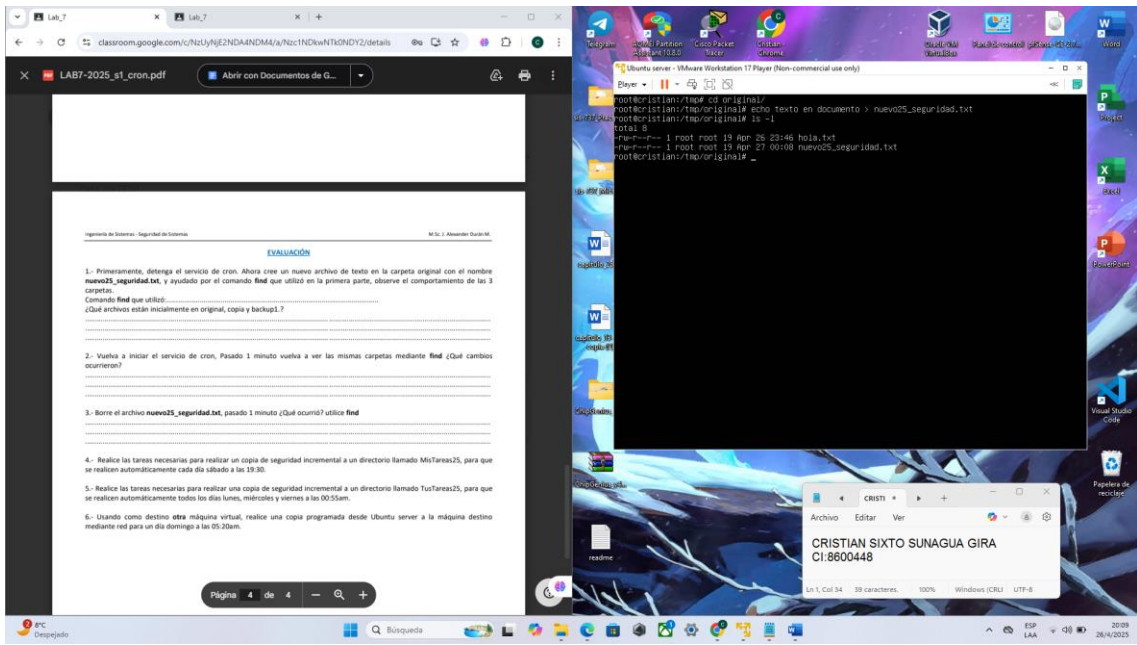 Lab_7
Lab_7
classroom.google.com/c/NzUyNjE2NDA4NDM4/a/Nzc1NDkwNTk0NDY2/details
LAB7-2025_s1_cron.pdf
Abrir con Documentos de G...
Ingeniería de Sistemas - Seguridad de Sistemas
M.Sc. J. Alexander Durán M.
EVALUACIÓN
1.- Primeramente, detenga el servicio de cron. Ahora cree un nuevo archivo de texto en la carpeta original con el nombre
nuevo25_seguridad.txt, y ayudado por el comando find que utilizó en la primera parte, observe el comportamiento de las 3
carpetas.
Comando find que utilizó:
¿Qué archivos están inicialmente en original, copia y backup1.?
2.- Vuelva a iniciar el servicio de cron, Pasado 1 minuto vuelva a ver las mismas carpetas mediante find ¿Qué cambios
ocurrieron?
3.- Borre el archivo nuevo25_seguridad.txt, pasado 1 minuto ¿Qué ocurrió? utilice find
4.- Realice las tareas necesarias para realizar un copia de seguridad incremental a un directorio llamado MisTareas25, para que
se realicen automáticamente cada día sábado a las 19:30.
5.- Realice las tareas necesarias para realizar una copia de seguridad incremental a un directorio llamado TusTareas25, para que
se realicen automáticamente todos los días lunes, miércoles y viernes a las 00:55am.
6.- Usando como destino otra máquina virtual, realice una copia programada desde Ubuntu server a la máquina destino
mediante red para un día domingo a las 05:20am.
Página 4 de 4
Telegram
Cisco Packet
Tracer
Cristian -
Chrome
Oracle VM
VirtualBox
Panel de control
Word
Ubuntu server - VMware Workstation 17 Player (Non-commercial use only)
Player
root@cristian:/tmp# cd original/
root@cristian:/tmp/original# echo texto en documento > nuevo25_seguridad.txt
root@cristian:/tmp/original# ls -l
total 8
-rw-r--r-- 1 root root 19 Apr 26 23:46 hola.txt
-rw-r--r-- 1 root root 19 Apr 27 00:08 nuevo25_seguridad.txt
root@cristian:/tmp/original# _
Project
Excel
PowerPoint
Visual Studio
Code
Papelera de
reciclaje
readme
CRISTI
Archivo Editar Ver
CRISTIAN SIXTO SUNAGUA GIRA
CI:8600448
Ln 1, Col 34 39 caracteres. 100% Windows (CRLI UTF-8
8°C
Despejado
Búsqueda
ESP
LAA
20:09
26/4/2025